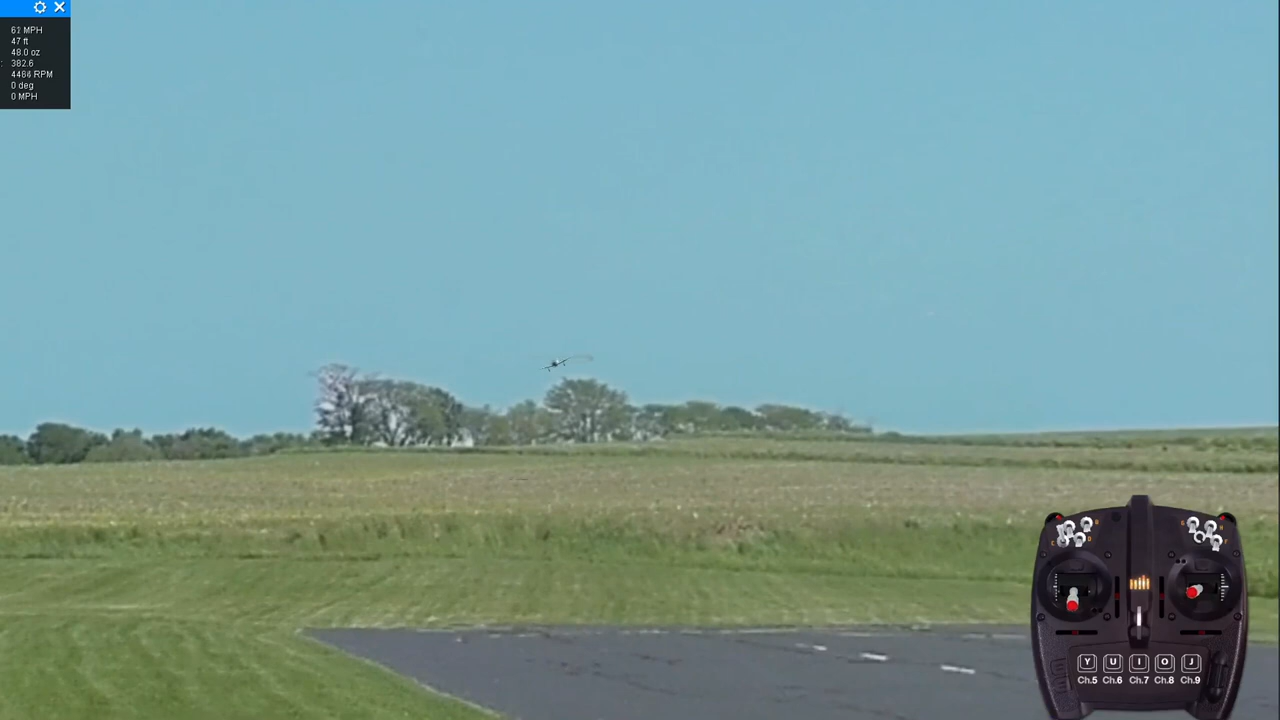 61 MPH
47 ft
48.0 oz
: 382.6
4466 RPM
0 deg
0 MPH
Y U I O J
Ch.5 Ch.6 Ch.7 Ch.8 Ch.9